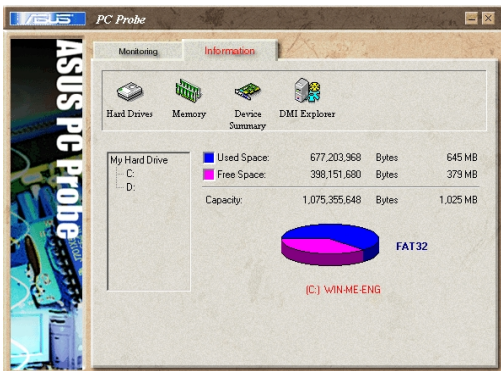 ASUS PC Probe
Monitoring Information
Hard Drives Memory Device Summary DMI Explorer
ASUS PC Probe
My Hard Drive
C:
D:
Used Space: 677,203,968 Bytes 645 MB
Free Space: 398,151,680 Bytes 379 MB
Capacity: 1,075,355,648 Bytes 1,025 MB
FAT32
(C:) WIN-ME-ENG